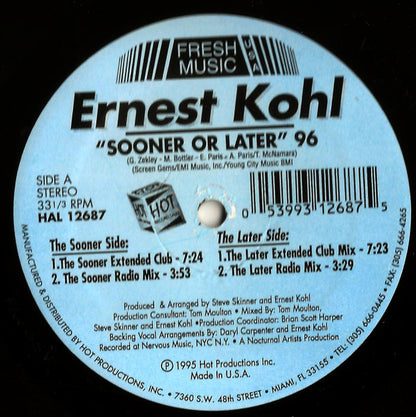 FRESH
MUSIC
USA
Ernest Kohl
"SOONER OR LATER" 96
(G. Zekley - M. Bottler - E. Paris - A. Paris/T. McNamara)
(Screen Gems/EMI Music, Inc./Young City Music BMI
SIDE A
STEREO
33 1/3 RPM
HAL 12687
HOT
0 53993 12687 5
The Sooner Side:
1.The Sooner Extended Club - 7:24
2. The Sooner Radio Mix - 3:53
The Later Side:
1.The Later Extended Club Mix - 7:23
2. The Later Radio Mix - 3:29
Produced & Arranged by Steve Skinner and Ernest Kohl
Production Consultant: Tom Moulton • Mixed By: Tom Moulton,
Steve Skinner and Ernest Kohl •Production Coordinator: Brian Scott Harper
Backing Vocal Arrangements By: Daryl Carpenter and Ernest Kohl
Recorded at Nervous Music, NYC N.Y. • A Nocturnal Artists Production
Ⓟ 1995 Hot Productions Inc.
Made in U.S.A.
MANUFACTURED & DISTRIBUTED BY HOT PRODUCTIONS, INC. • 7360 S.W. 48th STREET • MIAMI, FL 33155 • TEL: (305) 666-0445 • FAX: (305) 666-4265